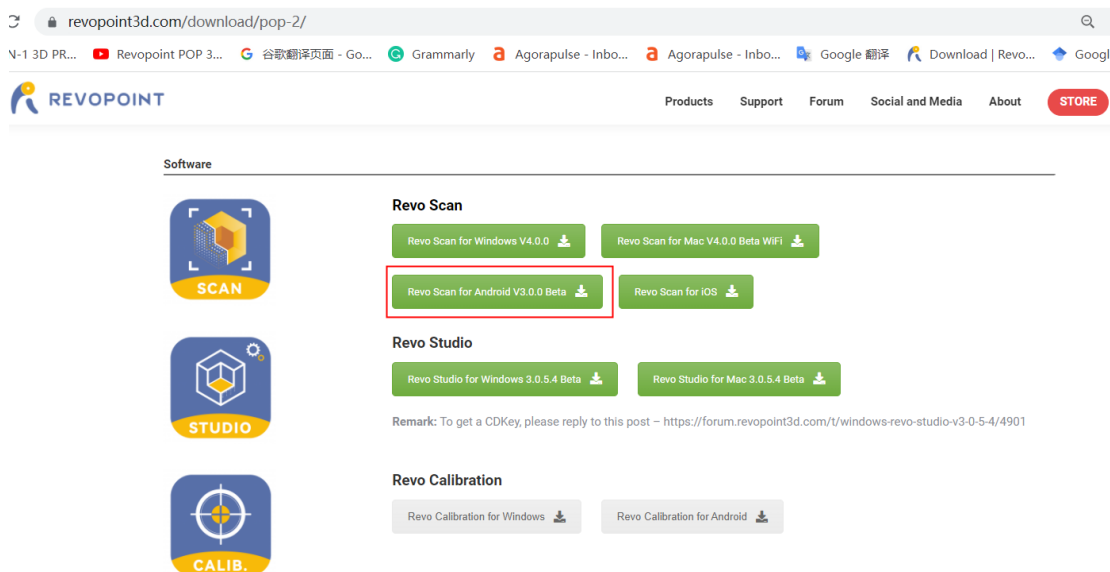 revopoint3d.com/download/pop-2/
N-1 3D PR... Revopoint POP 3... 谷歌翻译页面 - Go... Grammarly Agorapulse - Inbo... Agorapulse - Inbo... Google 翻译 Download | Revo... Googl
REVOPOINT Products Support Forum Social and Media About STORE
Software
Revo Scan
Revo Scan for Windows V4.0.0 Revo Scan for Mac V4.0.0 Beta WiFi
SCAN Revo Scan for Android V3.0.0 Beta Revo Scan for iOS
Revo Studio
Revo Studio for Windows 3.0.5.4 Beta Revo Studio for Mac 3.0.5.4 Beta
STUDIO Remark: To get a CDKey, please reply to this post – https://forum.revopoint3d.com/t/windows-revo-studio-v3-0-5-4/4901
Revo Calibration
Revo Calibration for Windows Revo Calibration for Android
CALIB.